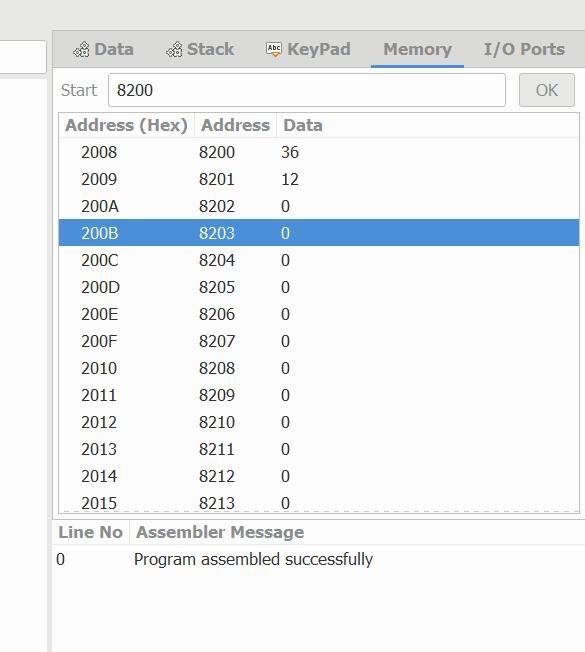 Data Stack Abc KeyPad Memory I/O Ports
Start 8200 OK
Address (Hex) Address Data
2008 8200 36
2009 8201 12
200A 8202 0
200B 8203 0
200C 8204 0
200D 8205 0
200E 8206 0
200F 8207 0
2010 8208 0
2011 8209 0
2012 8210 0
2013 8211 0
2014 8212 0
2015 8213 0
Line No Assembler Message
0 Program assembled successfully